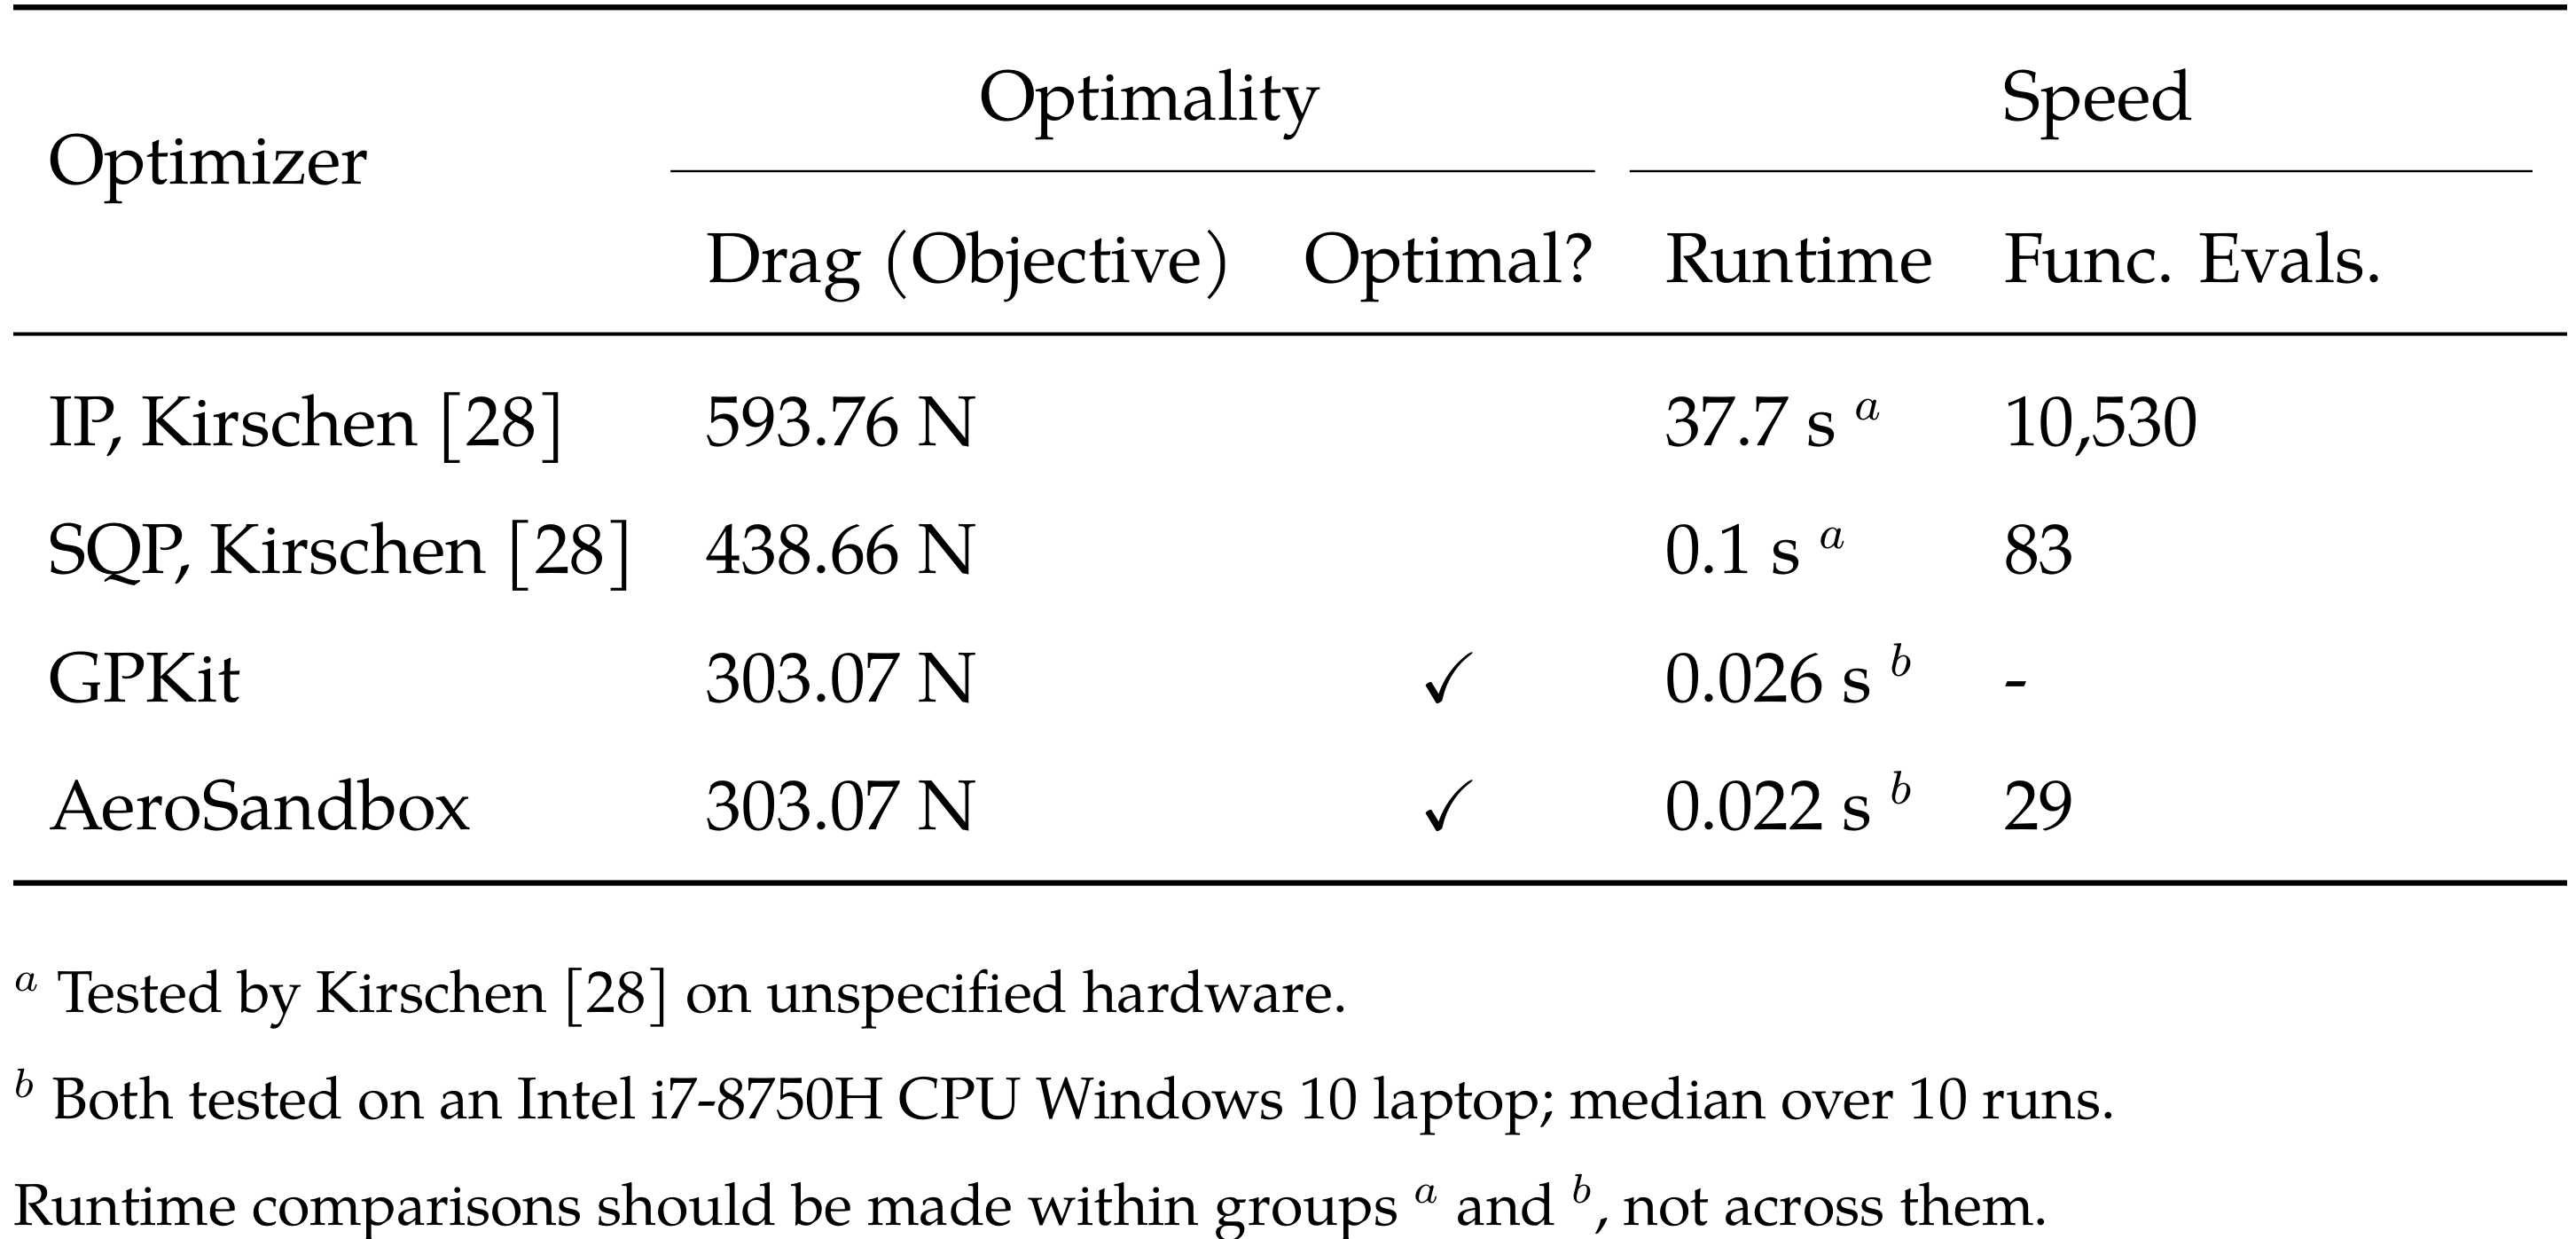 Optimality Speed
Optimizer
Drag (Objective) Optimal? Runtime Func. Evals.
IP, Kirschen [28] 593.76 N 37.7 s a 10,530
SQP, Kirschen [28] 438.66 N 0.1 s a 83
GPKit 303.07 N ✓ 0.026 s b -
AeroSandbox 303.07 N ✓ 0.022 s b 29
a Tested by Kirschen [28] on unspecified hardware.
b Both tested on an Intel i7-8750H CPU Windows 10 laptop; median over 10 runs.
Runtime comparisons should be made within groups a and b, not across them.